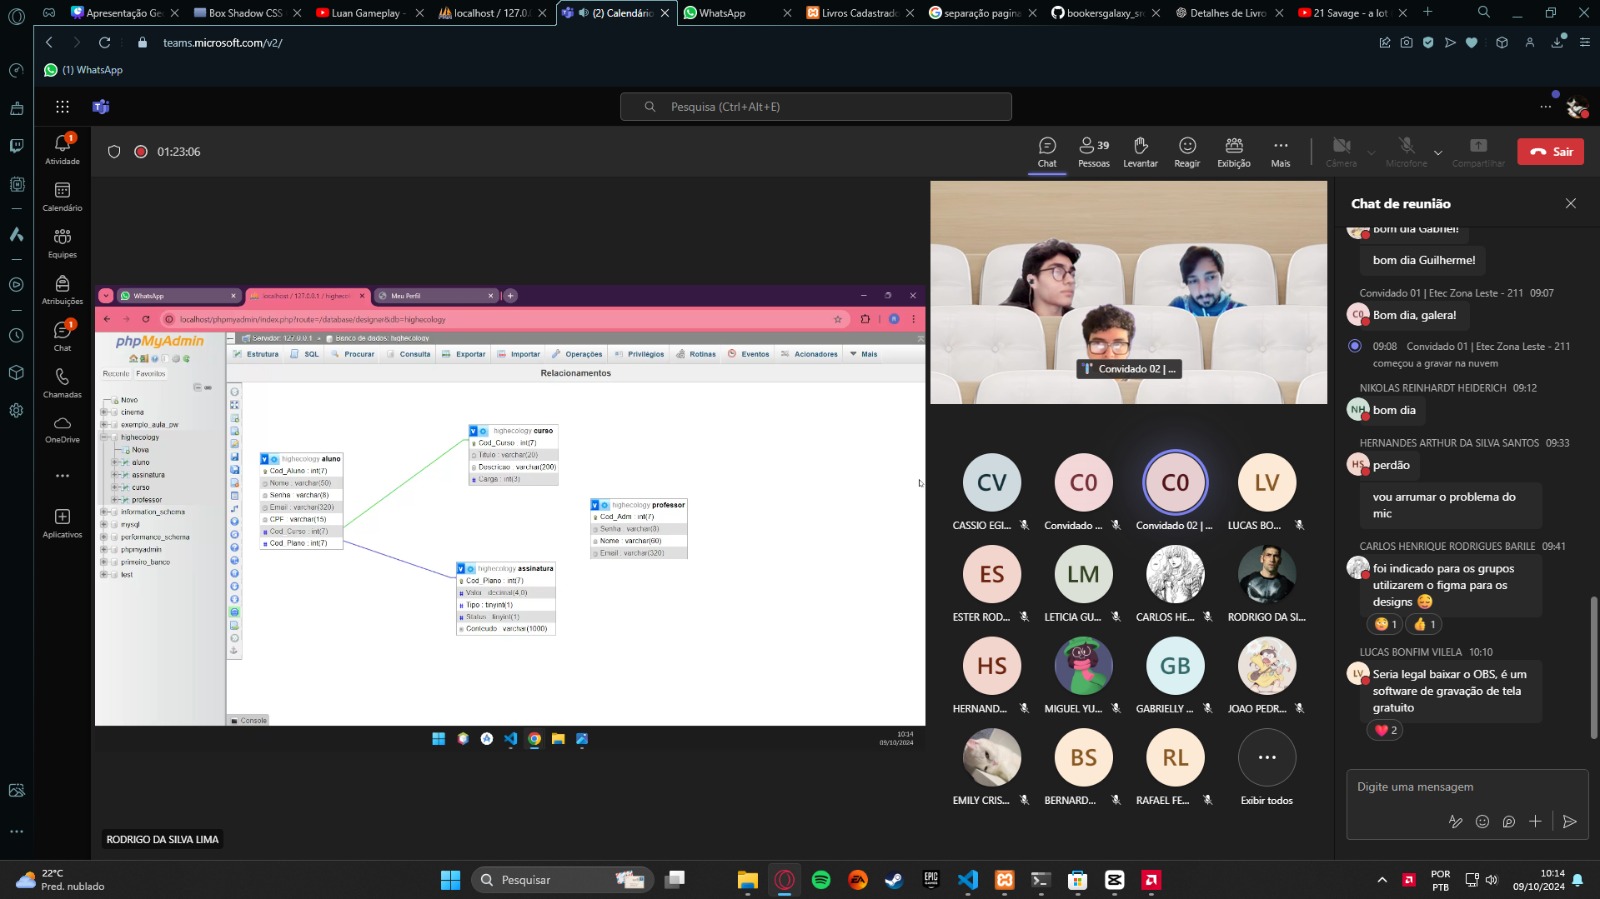 Apresentação Ge
Box Shadow CSS
Luan Gameplay -
localhost / 127.0.
(2) Calendário
WhatsApp
Livros Cadastrado
separação pagina
bookersgalaxy_src
Detalhes de Livro
21 Savage - a lot
teams.microsoft.com/v2/
(1) WhatsApp
Pesquisa (Ctrl+Alt+E)
01:23:06
Chat
39
Pessoas
Levantar
Reagir
Exibição
Mais
Câmera
Microfone
Compartilhar
Sair
1
Atividade
Calendário
Equipes
Atribuições
1
Chat
Chamadas
OneDrive
Aplicativos
WhatsApp
localhost / 127.0.0.1 / highecol
Meu Perfil
localhost/phpmyadmin/index.php?route=/database/designer&db=highecology
phpMyAdmin
Recente Favoritos
Novo
cinema
exemplo_aula_pw
highecology
Nova
aluno
assinatura
curso
professor
information_schema
mysql
performance_schema
phpmyadmin
primeiro_banco
test
Servidor: 127.0.0.1 » Banco de dados: highecology
Estrutura
SQL
Procurar
Consulta
Exportar
Importar
Operações
Privilégios
Rotinas
Eventos
Acionadores
Mais
Relacionamentos
highecology aluno
Cod_Aluno : int(7)
Nome : varchar(50)
Senha : varchar(8)
Email : varchar(320)
CPF : varchar(15)
Cod_Curso : int(7)
Cod_Plano : int(7)
highecology curso
Cod_Curso : int(7)
Titulo : varchar(20)
Descricao : varchar(200)
Carga : int(3)
highecology professor
Cod_Adm : int(7)
Senha : varchar(8)
Nome : varchar(60)
Email : varchar(320)
highecology assinatura
Cod_Plano : int(7)
Valor : decimal(4,0)
Tipo : tinyint(1)
Status : tinyint(1)
Conteudo : varchar(1000)
Console
10:14
09/10/2024
RODRIGO DA SILVA LIMA
Convidado 02 | ...
CV
CASSIO EGI...
C0
Convidado ...
C0
Convidado 02 | ...
LV
LUCAS BO...
ES
ESTER ROD...
LM
LETICIA GU...
CARLOS HE...
RODRIGO DA SI...
HS
HERNAND...
MIGUEL YU...
GB
GABRIELLY ...
JOAO PEDR...
EMILY CRIS...
BS
BERNARD...
RL
RAFAEL FE...
Exibir todos
Chat de reunião
bom dia Gabriel!
bom dia Guilherme!
Convidado 01 | Etec Zona Leste - 211 09:07
C0
Bom dia, galera!
09:08 Convidado 01 | Etec Zona Leste - 211
começou a gravar na nuvem
NIKOLAS REINHARDT HEIDERICH 09:12
NH
bom dia
HERNANDES ARTHUR DA SILVA SANTOS 09:33
HS
perdão
vou arrumar o problema do
mic
CARLOS HENRIQUE RODRIGUES BARILE 09:41
foi indicado para os grupos
utilizarem o figma para os
designs 🥰
1
👍 1
LUCAS BONFIM VILELA 10:10
LV
Seria legal baixar o OBS, é um
software de gravação de tela
gratuito
❤️ 2
Digite uma mensagem
22°C
Pred. nublado
Pesquisar
EPIC
POR
PTB
10:14
09/10/2024